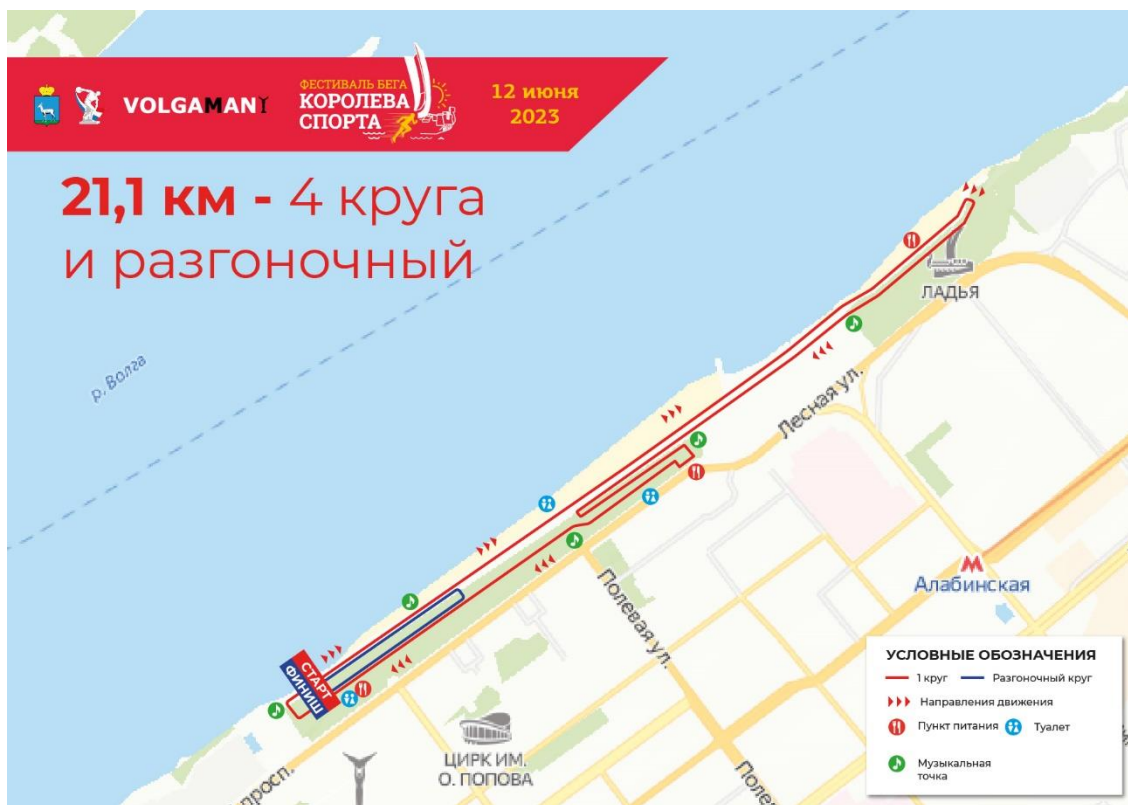 VOLGAMAN
ФЕСТИВАЛЬ БЕГА
КОРОЛЕВА
СПОРТА
12 июня
2023
21,1 км - 4 круга
и разгоночный
р. Волга
ЛАДЬЯ
Лесная ул.
Полевая ул.
М
Алабинская
СТАРТ
ФИНИШ
ЦИРК ИМ.
О. ПОПОВА
просп.
УСЛОВНЫЕ ОБОЗНАЧЕНИЯ
1 круг
Разгоночный круг
Направления движения
Пункт питания
Туалет
Музыкальная
точка